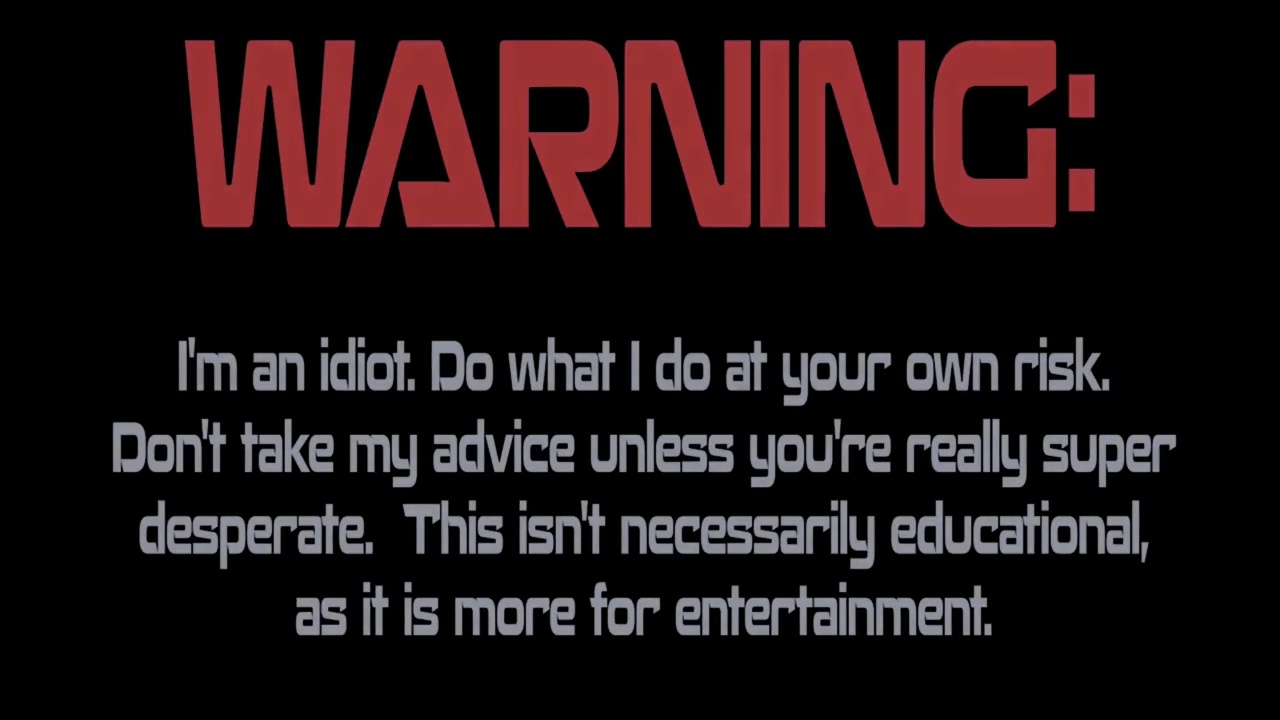 WARNING:
I'm an idiot. Do what I do at your own risk.
Don't take my advice unless you're really super
desperate.  This isn't necessarily educational,
as it is more for entertainment.